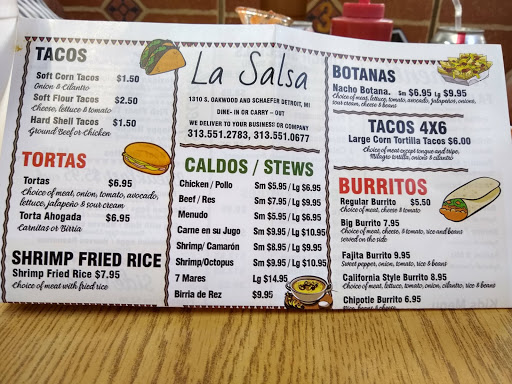 TACOS
Soft Corn Tacos $1.50
Onion & Cilantro
Soft Flour Tacos $2.50
Cheese, lettuce & tomato
Hard Shell Tacos $1.50
Ground Beef or Chicken
TORTAS
Tortas $6.95
Choice of meat, onion, tomato, avocado,
lettuce, jalapeño & sour cream
Torta Ahogada $6.95
Carnitas or Birria
SHRIMP FRIED RICE
Shrimp Fried Rice $7.95
Choice of meat with fried rice
La Salsa
1310 S. OAKWOOD AND SCHAEFER DETROIT, MI
DINE- IN OR CARRY - OUT
WE DELIVER TO YOUR BUSINESS OR COMPANY
313.551.2783, 313.551.0677
CALDOS / STEWS
Chicken / Pollo Sm $5.95 / Lg $6.95
Beef / Res Sm $7.95 / Lg $9.95
Menudo Sm $5.95 / Lg $6.95
Carne en su Jugo Sm $9.95 / Lg $10.95
Shrimp/ Camarón Sm $8.95 / Lg $9.95
Shrimp/Octopus Sm $9.95 / Lg $10.95
7 Mares Lg $14.95
Birria de Rez $9.95
BOTANAS
Nacho Botana. Sm $6.95 Lg $9.95
Choice of meat, lettuce, tomato, avocado, jalapeños, onions,
sour cream, cheese & beans
TACOS 4X6
Large Corn Tortilla Tacos $6.00
Choice of meat except tongue and tripe,
Milagro tortilla, onions & cilantro
BURRITOS
Regular Burrito $5.50
Choice of meat, cheese & tomato
Big Burrito 7.95
Choice of meat, cheese, tomato, rice and beans
served on the side
Fajita Burrito 9.95
Sweet pepper, onion, tomato, rice & beans
California Style Burrito 8.95
Choice of meat, lettuce, tomato, onion, cilantro, rice & beans
Chipotle Burrito 6.95